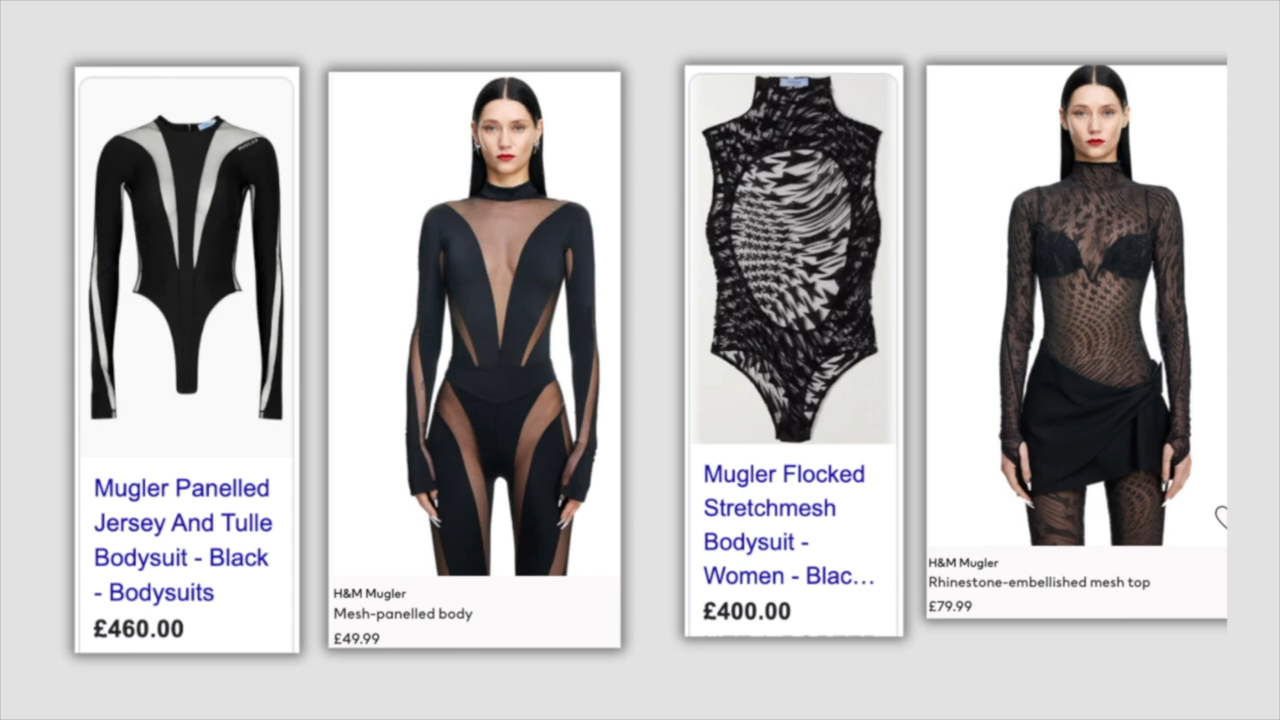 Mugler Panelled
Jersey And Tulle
Bodysuit - Black
- Bodysuits
£460.00
H&M Mugler
Mesh-panelled body
£49.99
Mugler Flocked
Stretchmesh
Bodysuit -
Women - Blac...
£400.00
H&M Mugler
Rhinestone-embellished mesh top
£79.99